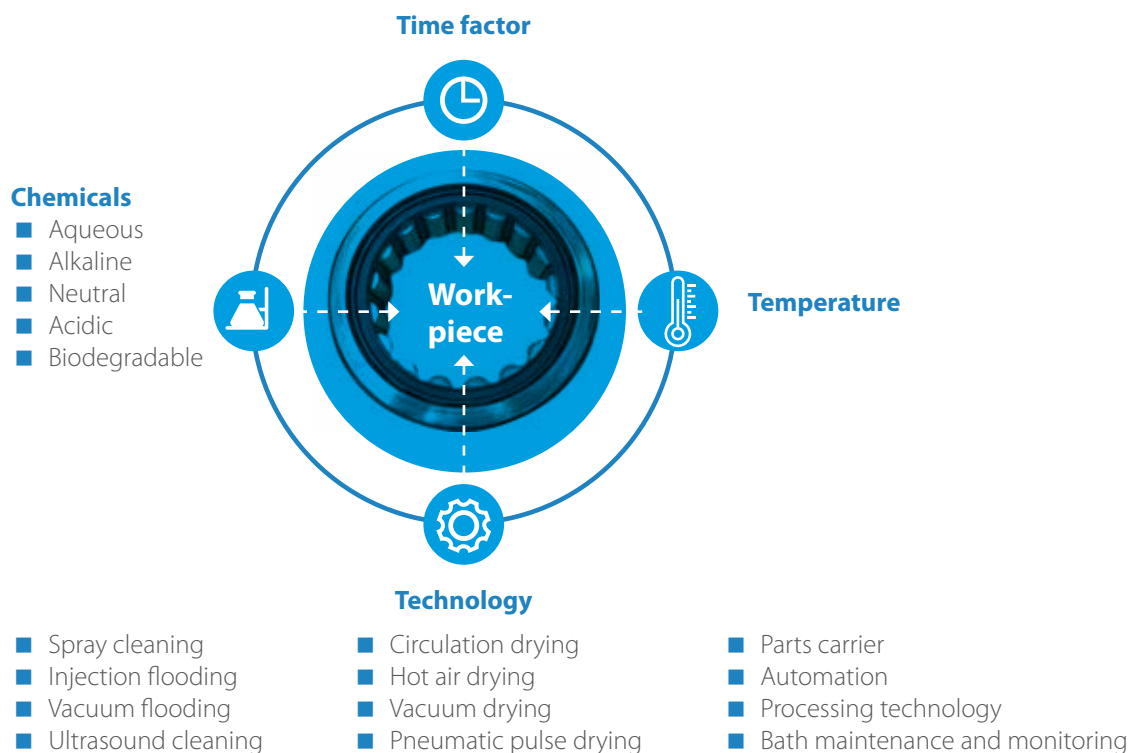 Time factor
Chemicals
Aqueous
Alkaline
Neutral
Acidic
Biodegradable
Work-
piece
Temperature
Technology
Spray cleaning
Injection flooding
Vacuum flooding
Ultrasound cleaning
Circulation drying
Hot air drying
Vacuum drying
Pneumatic pulse drying
Parts carrier
Automation
Processing technology
Bath maintenance and monitoring